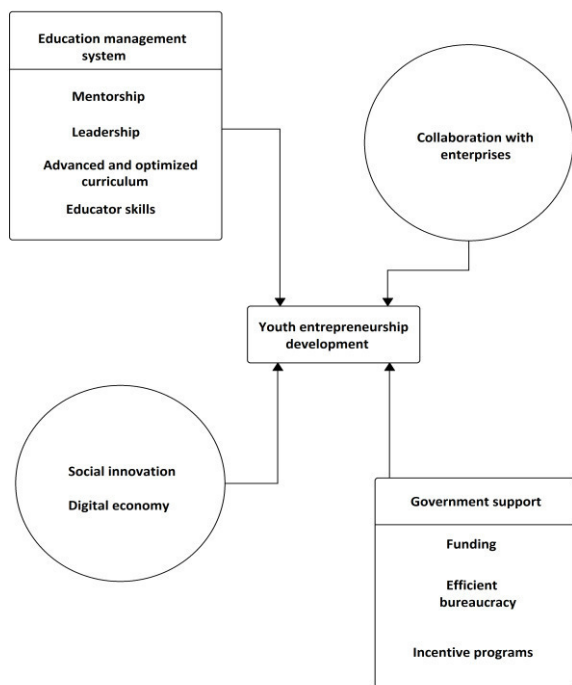 Education management
system
Mentorship
Leadership
Advanced and optimized
curriculum
Educator skills
Collaboration with
enterprises
Youth entrepreneurship
development
Social innovation
Digital economy
Government support
Funding
Efficient
bureaucracy
Incentive programs